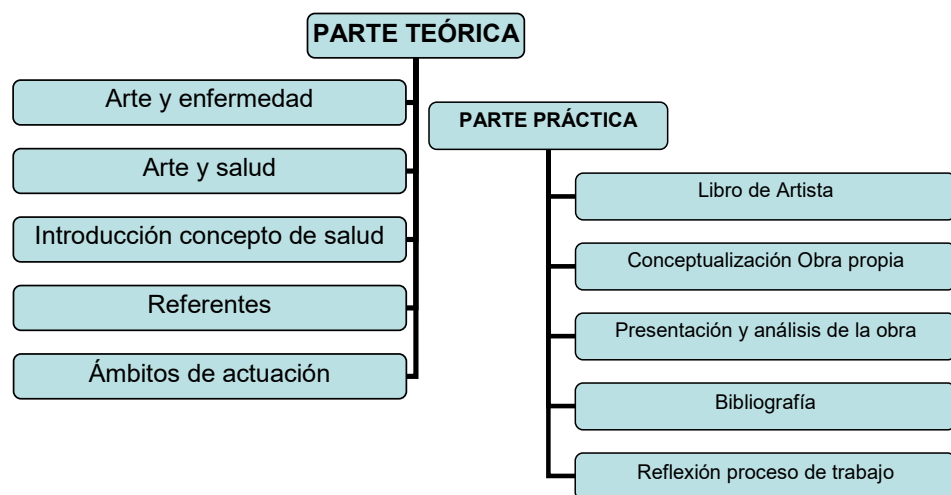 PARTE TEÓRICA
Arte y enfermedad
Arte y salud
Introducción concepto de salud
Referentes
Ámbitos de actuación
PARTE PRÁCTICA
Libro de Artista
Conceptualización Obra propia
Presentación y análisis de la obra
Bibliografía
Reflexión proceso de trabajo